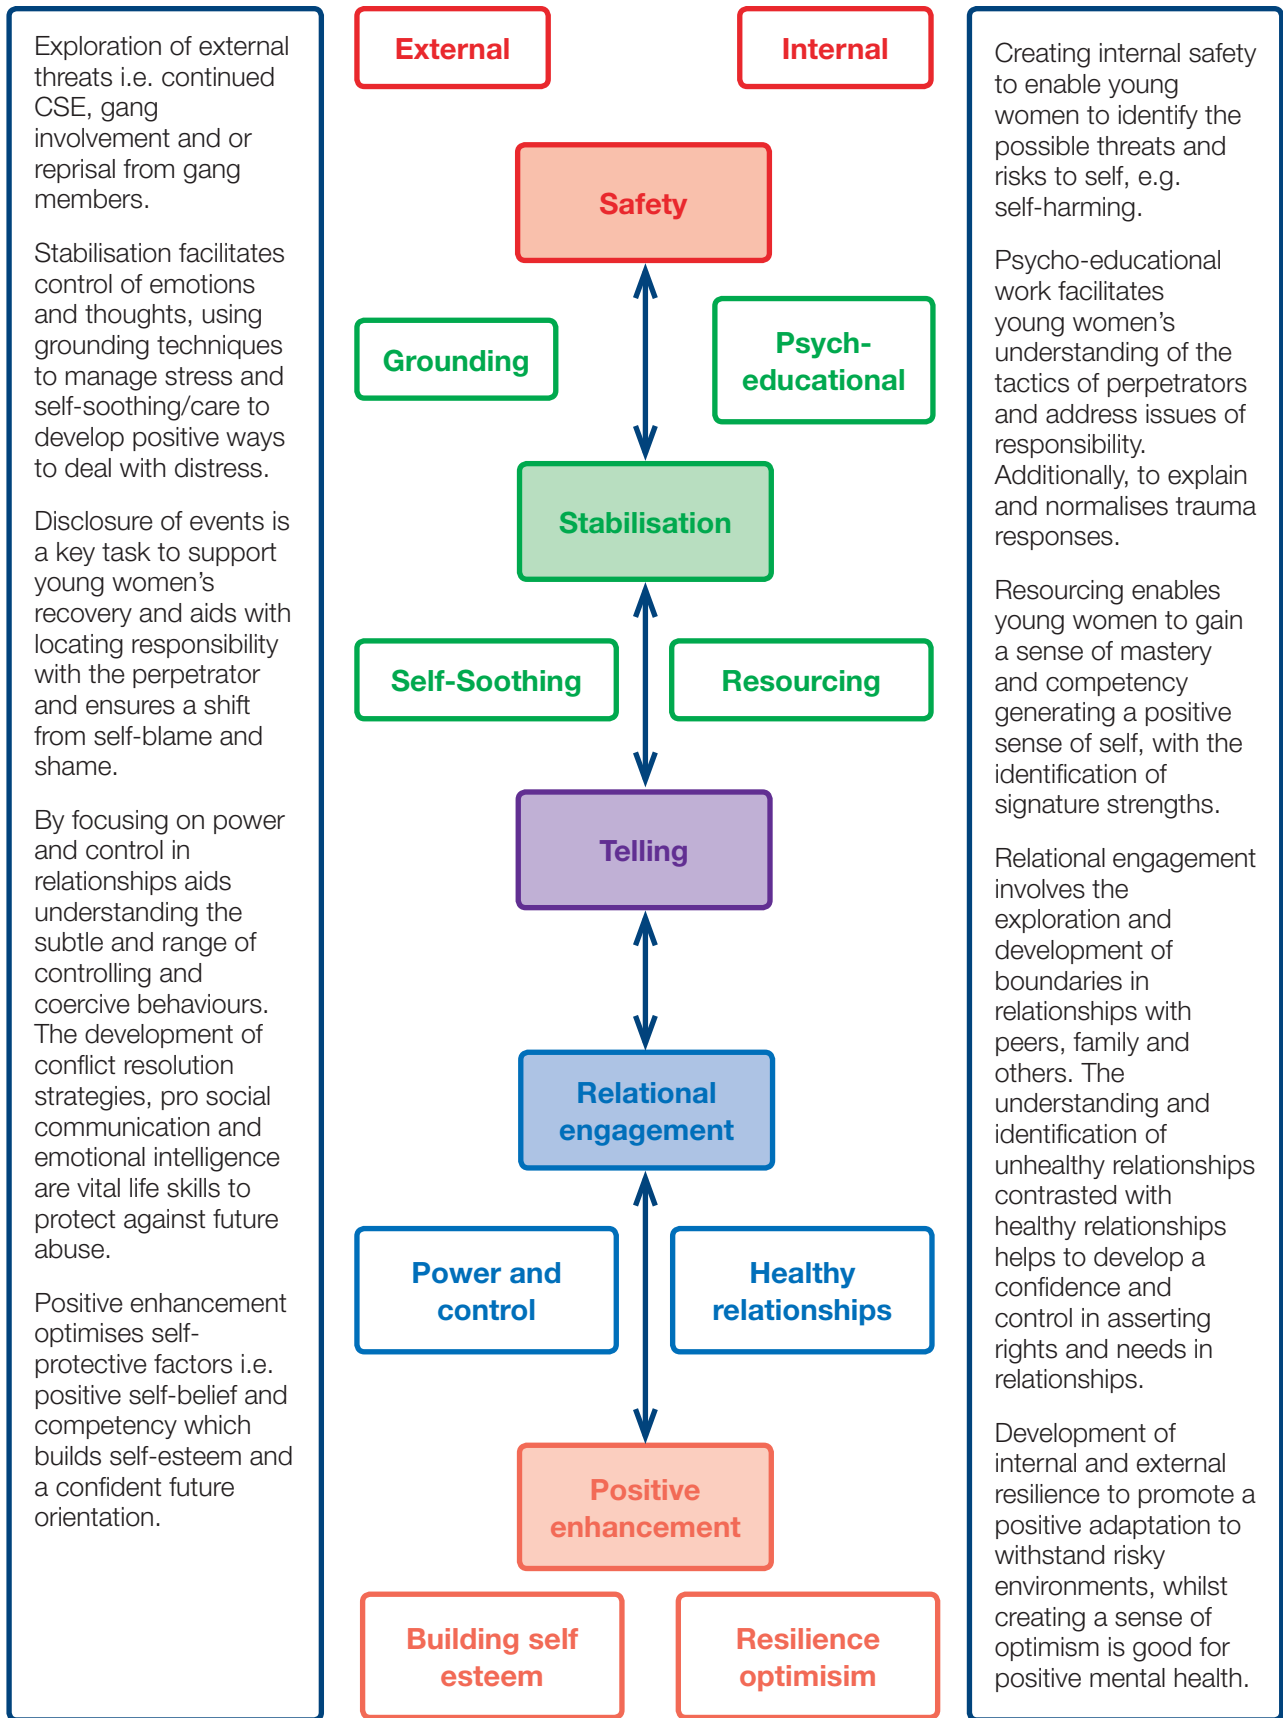 Exploration of external
threats i.e. continued
CSE, gang
involvement and or
reprisal from gang
members.
Stabilisation facilitates
control of emotions
and thoughts, using
grounding techniques
to manage stress and
self-soothing/care to
develop positive ways
to deal with distress.
Disclosure of events is
a key task to support
young women's
recovery and aids with
locating responsibility
with the perpetrator
and ensures a shift
from self-blame and
shame.
By focusing on power
and control in
relationships aids
understanding the
subtle and range of
controlling and
coercive behaviours.
The development of
conflict resolution
strategies, pro social
communication and
emotional intelligence
are vital life skills to
protect against future
abuse.
Positive enhancement
optimises self-
protective factors i.e.
positive self-belief and
competency which
builds self-esteem and
a confident future
orientation.
External
Internal
Safety
Grounding
Psych-
educational
Stabilisation
Self-Soothing
Resourcing
Telling
Relational
engagement
Power and
control
Healthy
relationships
Positive
enhancement
Building self
esteem
Resilience
optimisim
Creating internal safety
to enable young
women to identify the
possible threats and
risks to self, e.g.
self-harming.
Psycho-educational
work facilitates
young women's
understanding of the
tactics of perpetrators
and address issues of
responsibility.
Additionally, to explain
and normalises trauma
responses.
Resourcing enables
young women to gain
a sense of mastery
and competency
generating a positive
sense of self, with the
identification of
signature strengths.
Relational engagement
involves the
exploration and
development of
boundaries in
relationships with
peers, family and
others. The
understanding and
identification of
unhealthy relationships
contrasted with
healthy relationships
helps to develop a
confidence and
control in asserting
rights and needs in
relationships.
Development of
internal and external
resilience to promote a
positive adaptation to
withstand risky
environments, whilst
creating a sense of
optimism is good for
positive mental health.